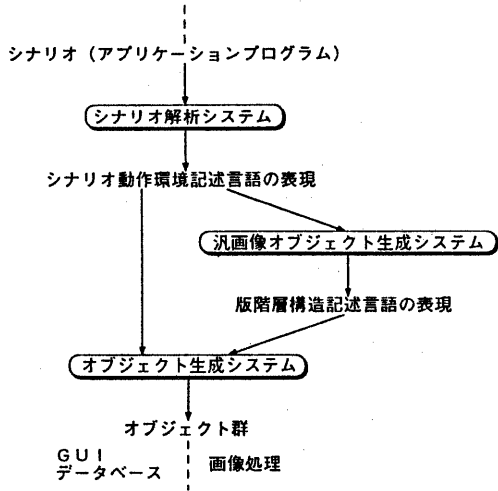 シナリオ（アプリケーションプログラム）
シナリオ解析システム
シナリオ動作環境記述言語の表現
汎画像オブジェクト生成システム
版階層構造記述言語の表現
オブジェクト生成システム
オブジェクト群
ＧＵＩ
データベース
画像処理